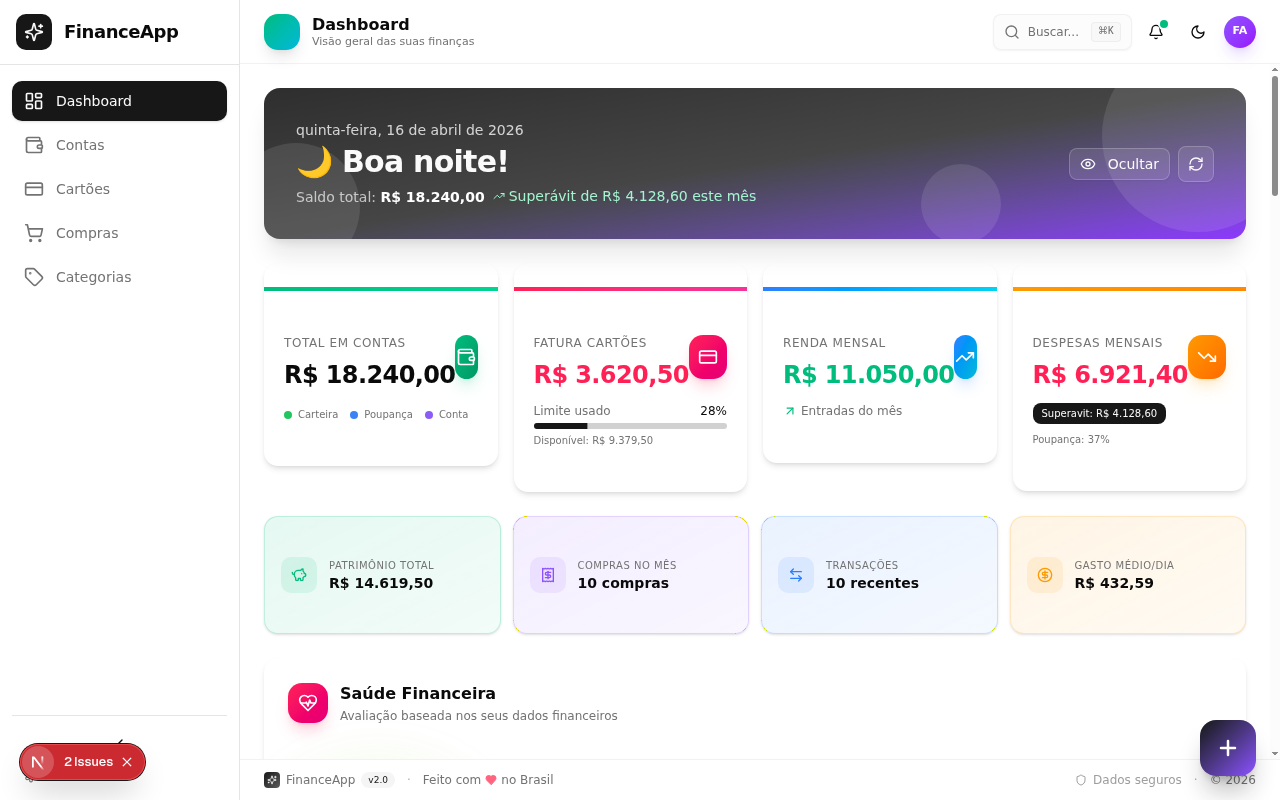 FinanceApp
Dashboard
Contas
Cartões
Compras
Categorias
2 Issues
Dashboard
Visão geral das suas finanças
Buscar...
⌘K
FA
quinta-feira, 16 de abril de 2026
🌙 Boa noite!
Saldo total: R$ 18.240,00 Superávit de R$ 4.128,60 este mês
Ocultar
TOTAL EM CONTAS
R$ 18.240,00
Carteira Poupança Conta
FATURA CARTÕES
R$ 3.620,50
Limite usado 28%
Disponível: R$ 9.379,50
RENDA MENSAL
R$ 11.050,00
Entradas do mês
DESPESAS MENSAIS
R$ 6.921,40
Superavit: R$ 4.128,60
Poupança: 37%
PATRIMÔNIO TOTAL
R$ 14.619,50
COMPRAS NO MÊS
10 compras
TRANSAÇÕES
10 recentes
GASTO MÉDIO/DIA
R$ 432,59
Saúde Financeira
Avaliação baseada nos seus dados financeiros
FinanceApp v2.0 · Feito com ❤ no Brasil
Dados seguros · © 2026